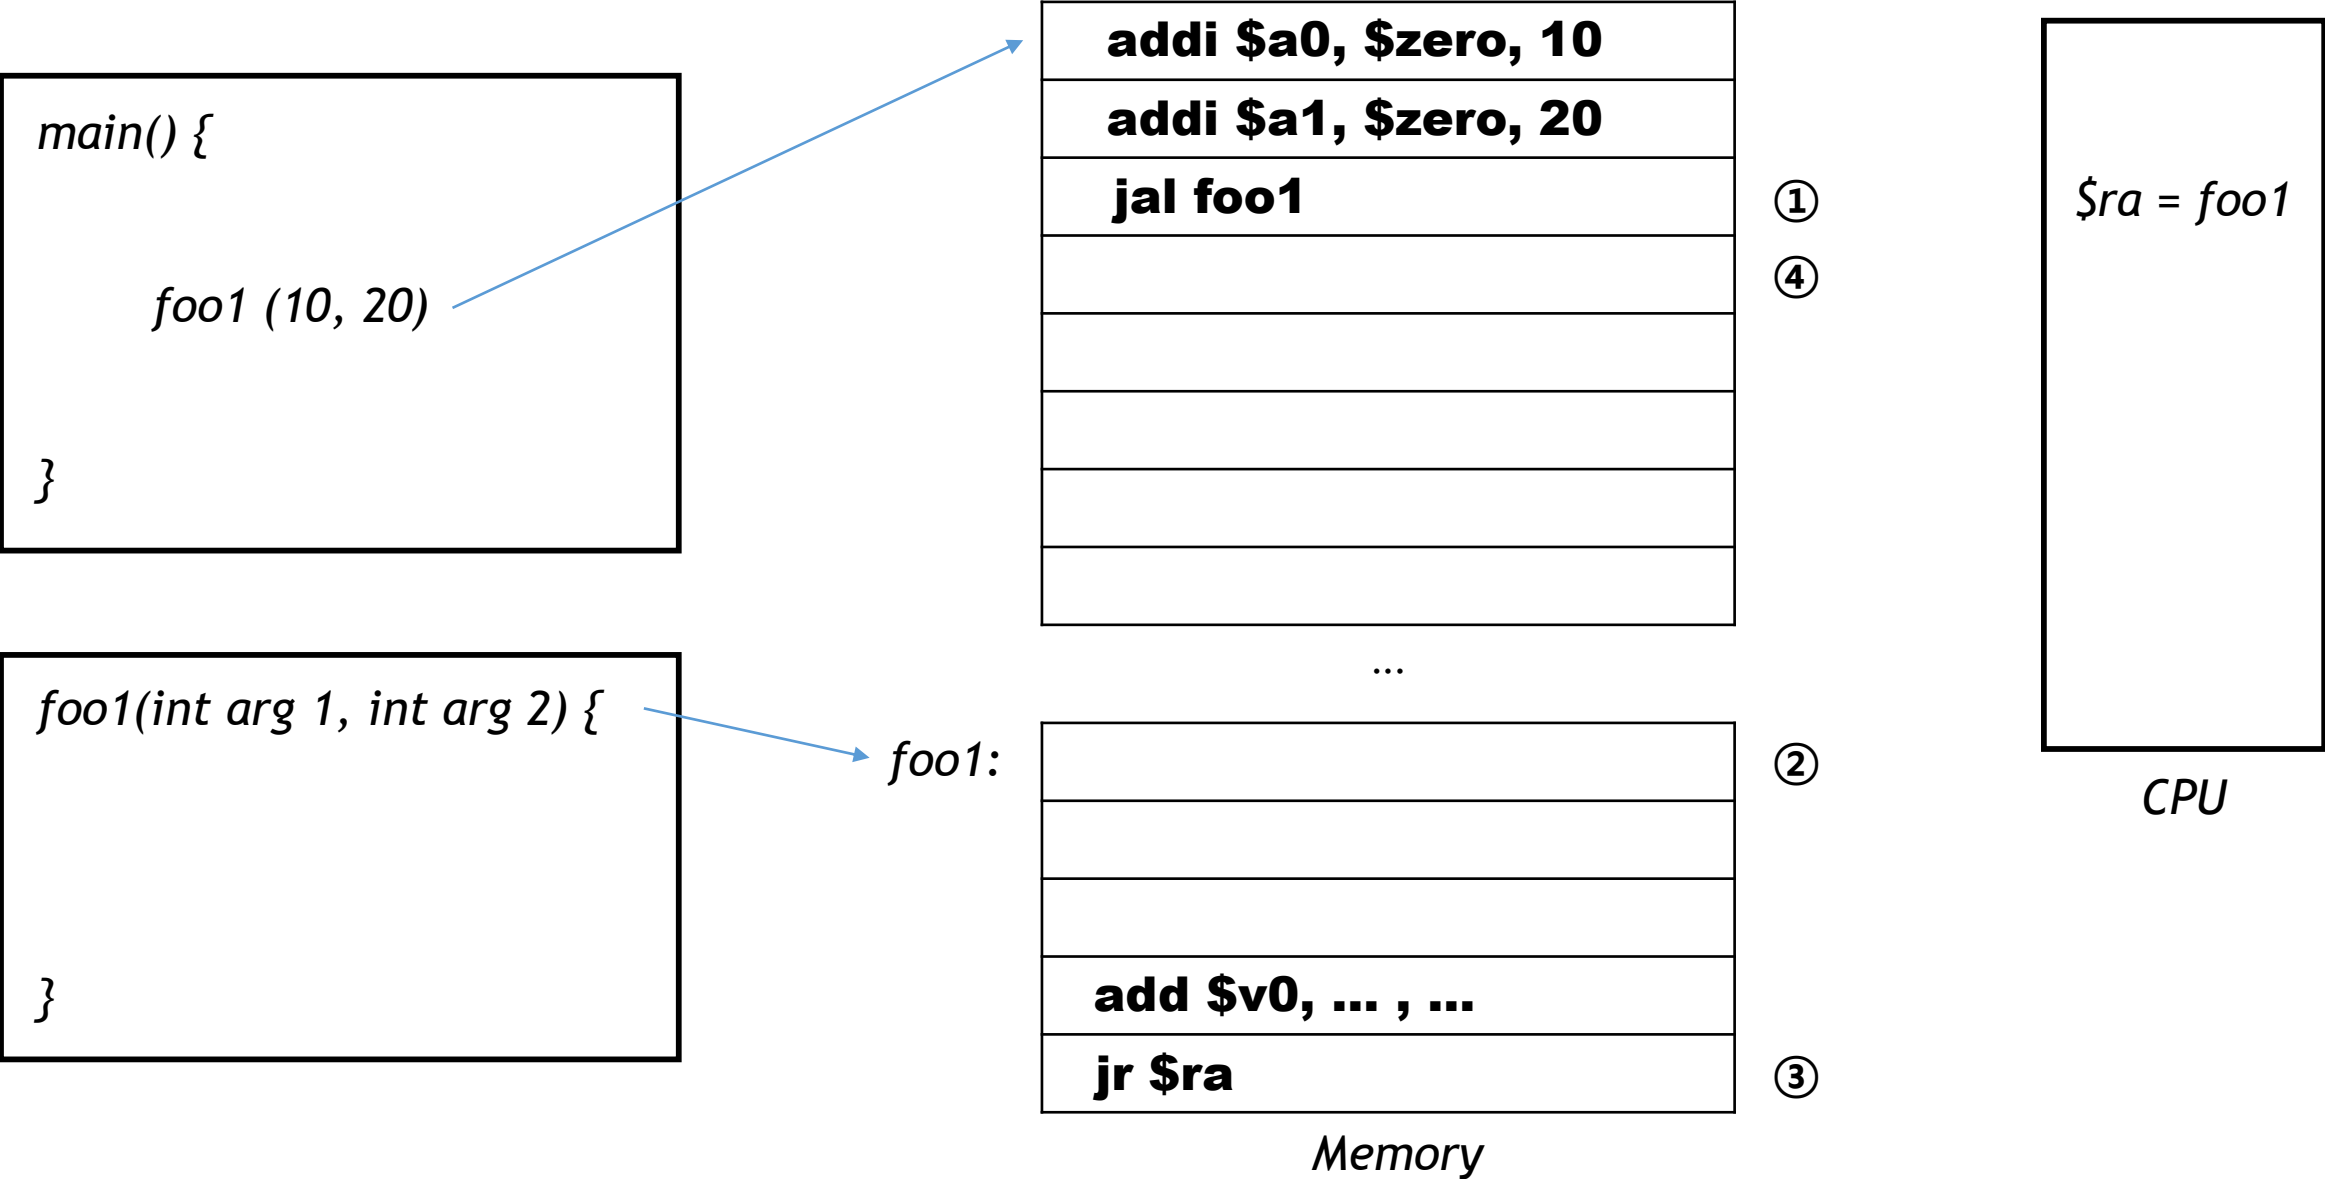 main() {
foo1 (10, 20)
}
foo1(int arg 1, int arg 2) {
}
addi $a0, $zero, 10
addi $a1, $zero, 20
jal foo1
①
④
...
foo1:
②
add $v0, ... , ...
jr $ra
③
Memory
$ra = foo1
CPU